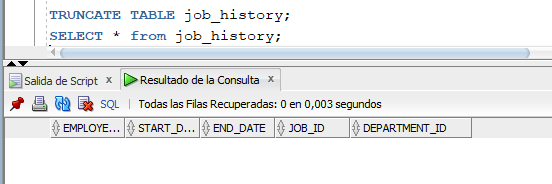 TRUNCATE TABLE job_history;
SELECT * from job_history;
Salida de Script x Resultado de la Consulta x
SQL | Todas las Filas Recuperadas: 0 en 0,003 segundos
EMPLOYE... START_D... END_DATE JOB_ID DEPARTMENT_ID